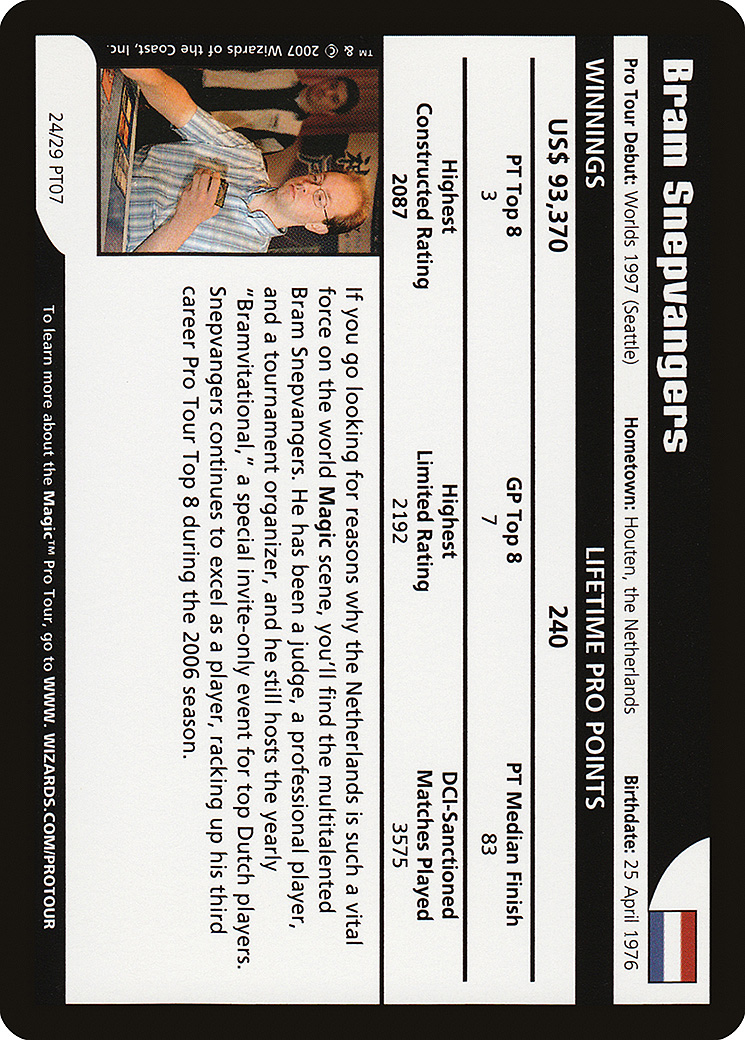 Bram Snepvangers
Pro Tour Debut: Worlds 1997 (Seattle) Hometown: Houten, the Netherlands Birthdate: 25 April 1976
WINNINGS LIFETIME PRO POINTS
US$ 93,370 240
PT Top 8 GP Top 8 PT Median Finish
3 7 83
Highest Highest DCI-Sanctioned
Constructed Rating Limited Rating Matches Played
2087 2192 3575
™ & © 2007 Wizards of the Coast, Inc.
If you go looking for reasons why the Netherlands is such a vital
force on the world Magic scene, you’ll find the multitalented
Bram Snepvangers. He has been a judge, a professional player,
and a tournament organizer, and he still hosts the yearly
“Bramvitational,” a special invite-only event for top Dutch players.
Snepvangers continues to excel as a player, racking up his third
career Pro Tour Top 8 during the 2006 season.
24/29 PT07
To learn more about the Magic™ Pro Tour, go to WWW. WIZARDS.COM/PROTOUR